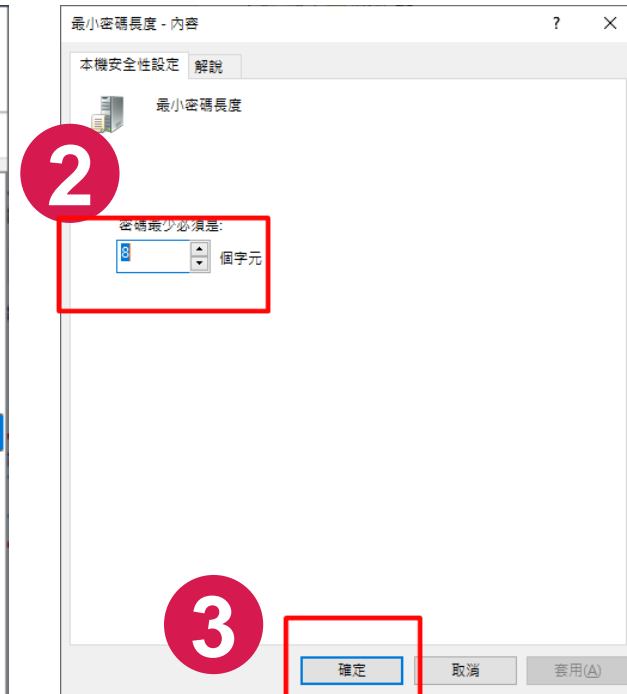 最小密碼長度 - 內容
?
本機安全性設定
解說
最小密碼長度
2
密碼最少必須是:
8
個字元
3
確定
取消
套用(A)